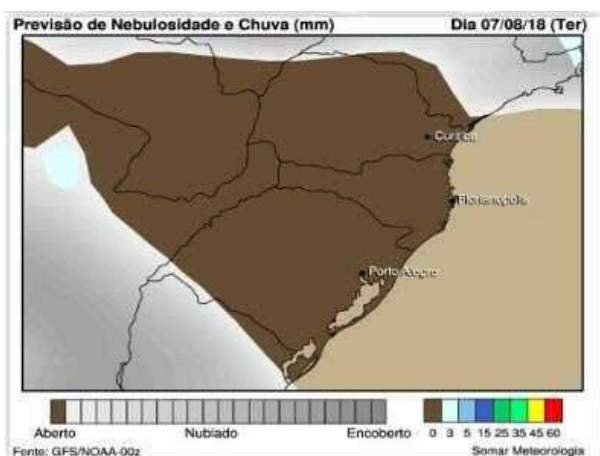 Previsão de Nebulosidade e Chuva (mm) Dia 07/08/18 (Ter)
Curitiba
Florianopolis
Porto Alegre
Aberto Nublado Encoberto
0 3 5 15 25 35 45 60
Fonte: GFS/NOAA-00z Somar Meteorologia